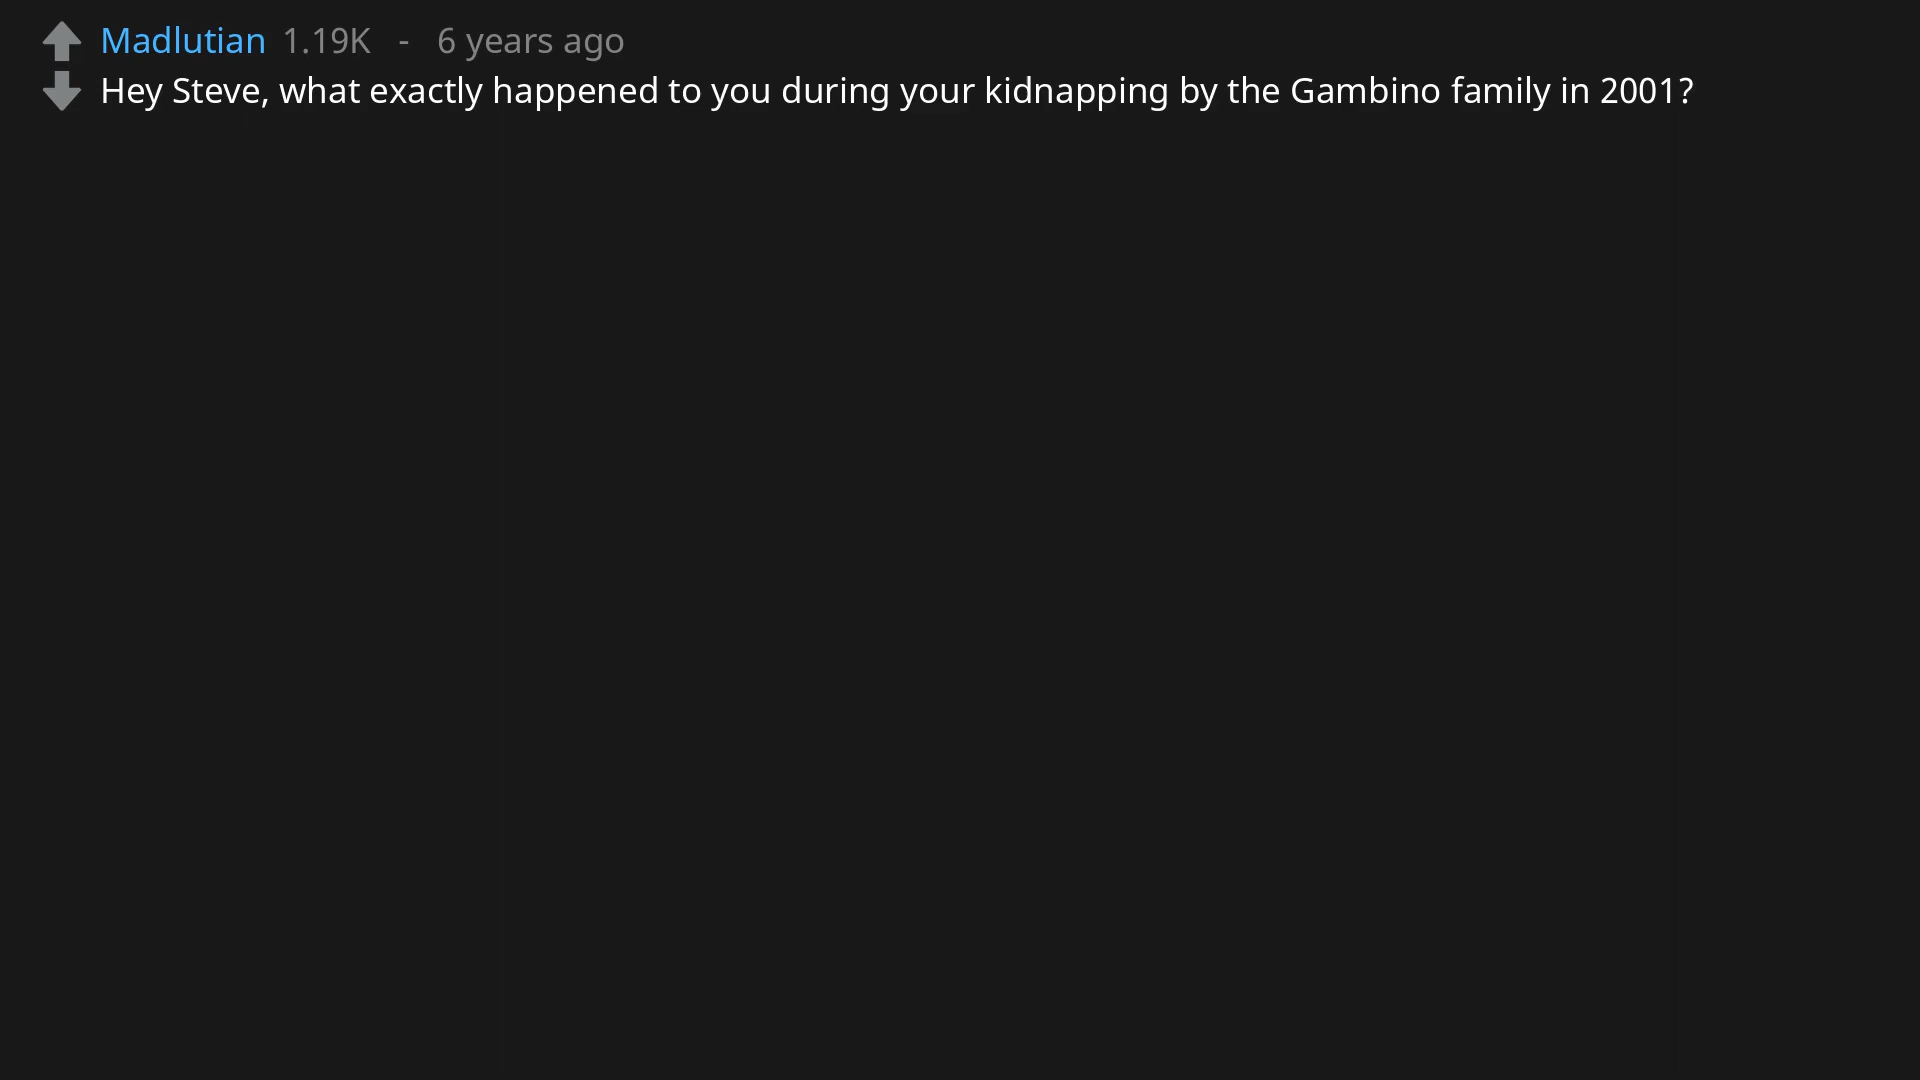 Madlutian 1.19K - 6 years ago
Hey Steve, what exactly happened to you during your kidnapping by the Gambino family in 2001?